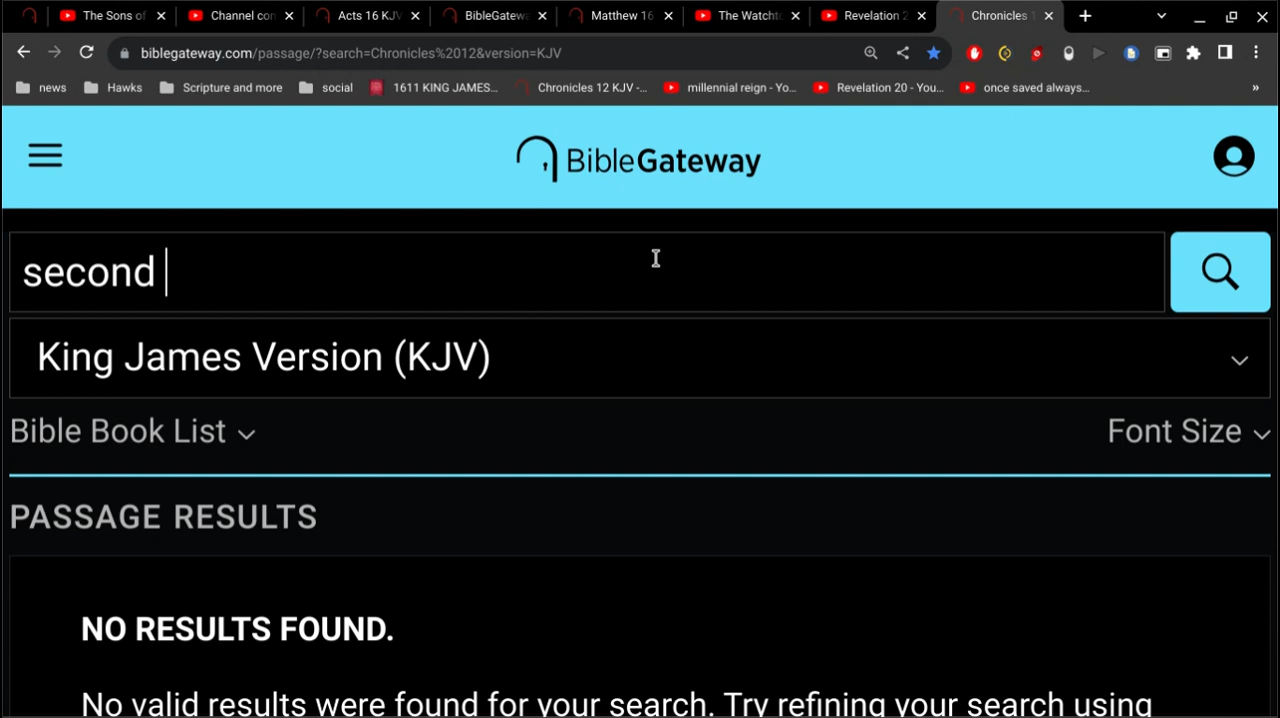 The Sons of
Channel con
Acts 16 KJV
BibleGatew
Matthew 16
The Watcht
Revelation 2
Chronicles 1
biblegateway.com/passage/?search=Chronicles%2012&version=KJV
news
Hawks
Scripture and more
social
1611 KING JAMES...
Chronicles 12 KJV -...
millennial reign - Yo...
Revelation 20 - You...
once saved always...
»
BibleGateway
second
King James Version (KJV)
Bible Book List
Font Size
PASSAGE RESULTS
NO RESULTS FOUND.
No valid results were found for your search. Try refining your search using